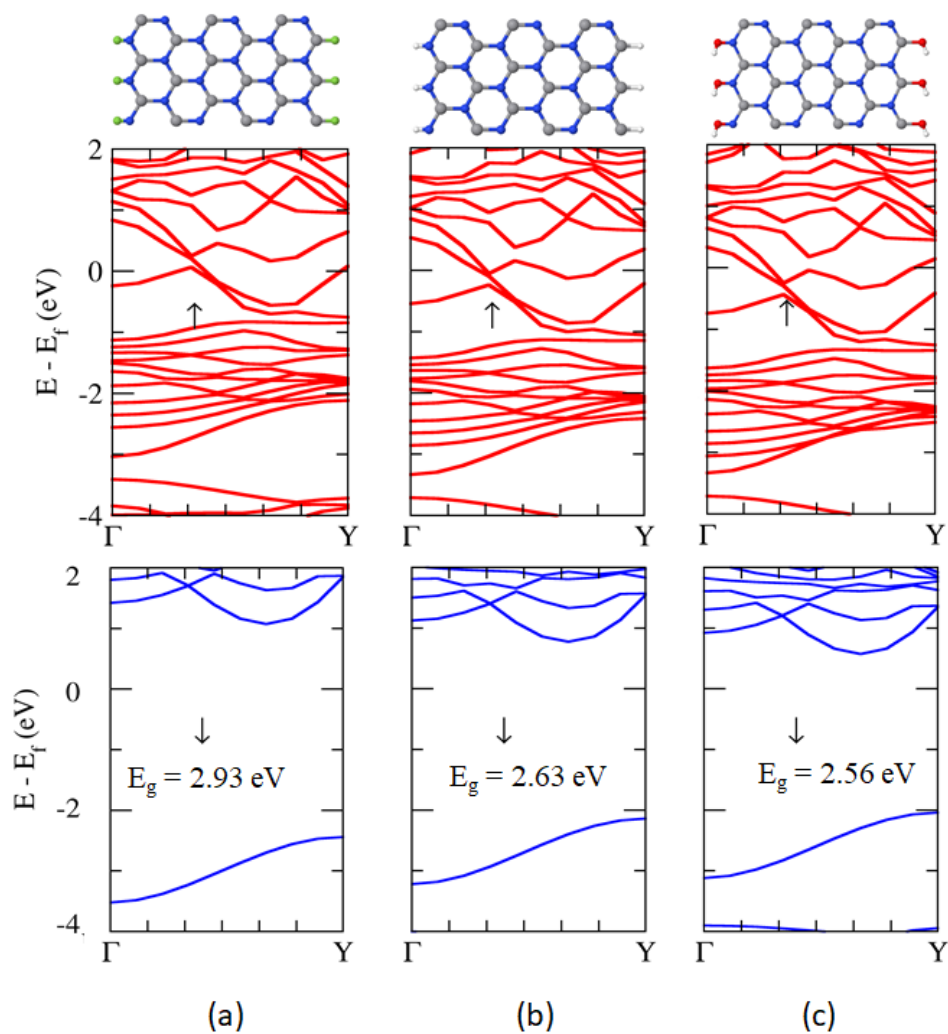 2
0
-2
-4
E - E_f (eV)
↑
↑
↑
Γ Y Γ Y Γ Y
2
0
-2
-4
E - E_f (eV)
↓
↓
↓
E_g = 2.93 eV
E_g = 2.63 eV
E_g = 2.56 eV
Γ Y Γ Y Γ Y
(a) (b) (c)